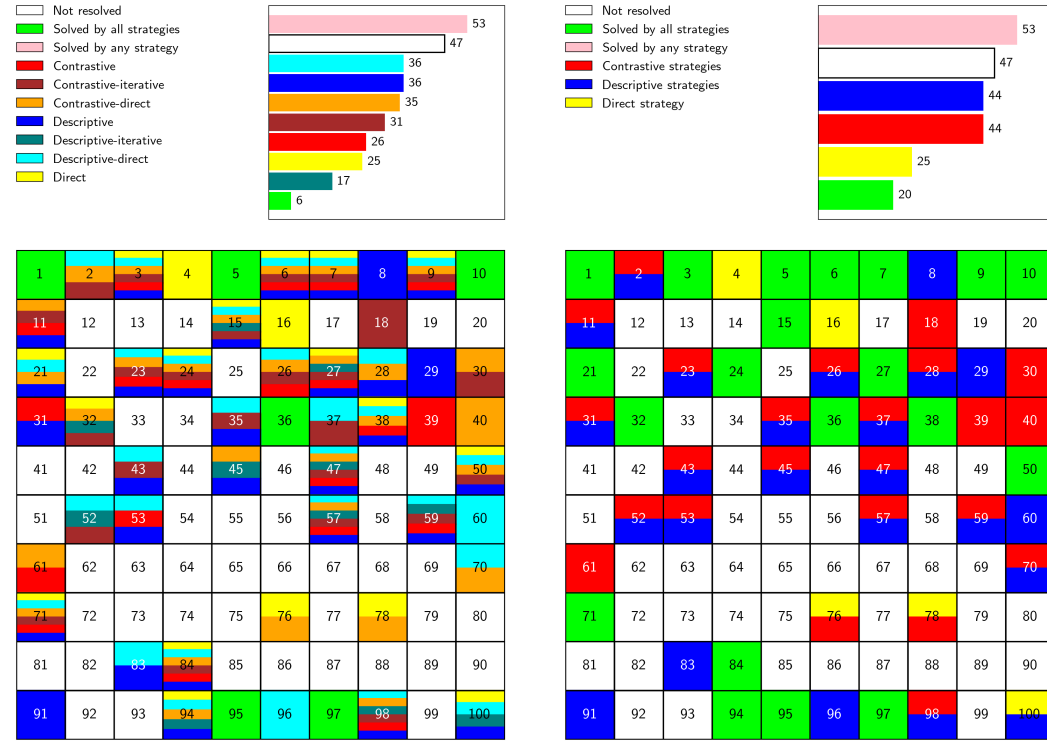 Not resolved
Solved by all strategies
Solved by any strategy
Contrastive
Contrastive-iterative
Contrastive-direct
Descriptive
Descriptive-iterative
Descriptive-direct
Direct
53
47
36
36
35
31
26
25
17
6
Not resolved
Solved by all strategies
Solved by any strategy
Contrastive strategies
Descriptive strategies
Direct strategy
53
47
44
44
25
20
1 2 3 4 5 6 7 8 9 10
11 12 13 14 15 16 17 18 19 20
21 22 23 24 25 26 27 28 29 30
31 32 33 34 35 36 37 38 39 40
41 42 43 44 45 46 47 48 49 50
51 52 53 54 55 56 57 58 59 60
61 62 63 64 65 66 67 68 69 70
71 72 73 74 75 76 77 78 79 80
81 82 83 84 85 86 87 88 89 90
91 92 93 94 95 96 97 98 99 100
1 2 3 4 5 6 7 8 9 10
11 12 13 14 15 16 17 18 19 20
21 22 23 24 25 26 27 28 29 30
31 32 33 34 35 36 37 38 39 40
41 42 43 44 45 46 47 48 49 50
51 52 53 54 55 56 57 58 59 60
61 62 63 64 65 66 67 68 69 70
71 72 73 74 75 76 77 78 79 80
81 82 83 84 85 86 87 88 89 90
91 92 93 94 95 96 97 98 99 100